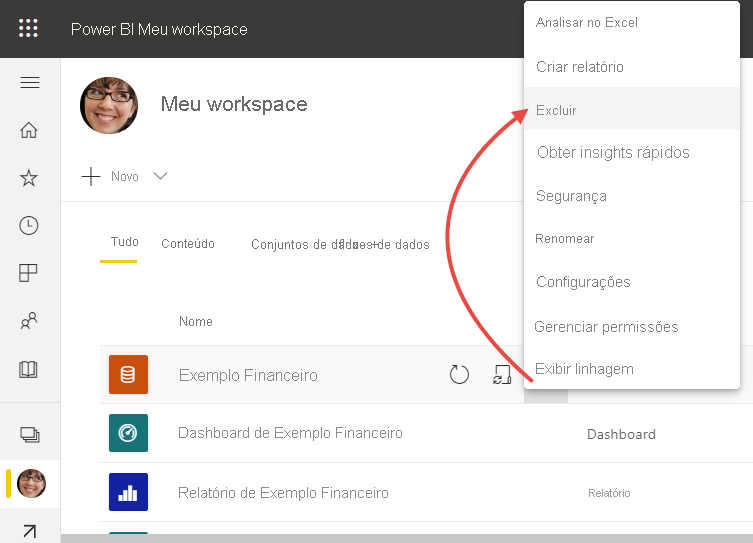 Power BI Meu workspace
Meu workspace
Novo
Tudo
Conteúdo
Conjuntos de de dados
Nome
Exemplo Financeiro
Dashboard de Exemplo Financeiro
Dashboard
Relatório de Exemplo Financeiro
Relatório
Analisar no Excel
Criar relatório
Excluir
Obter insights rápidos
Segurança
Renomear
Configurações
Gerenciar permissões
Exibir linhagem